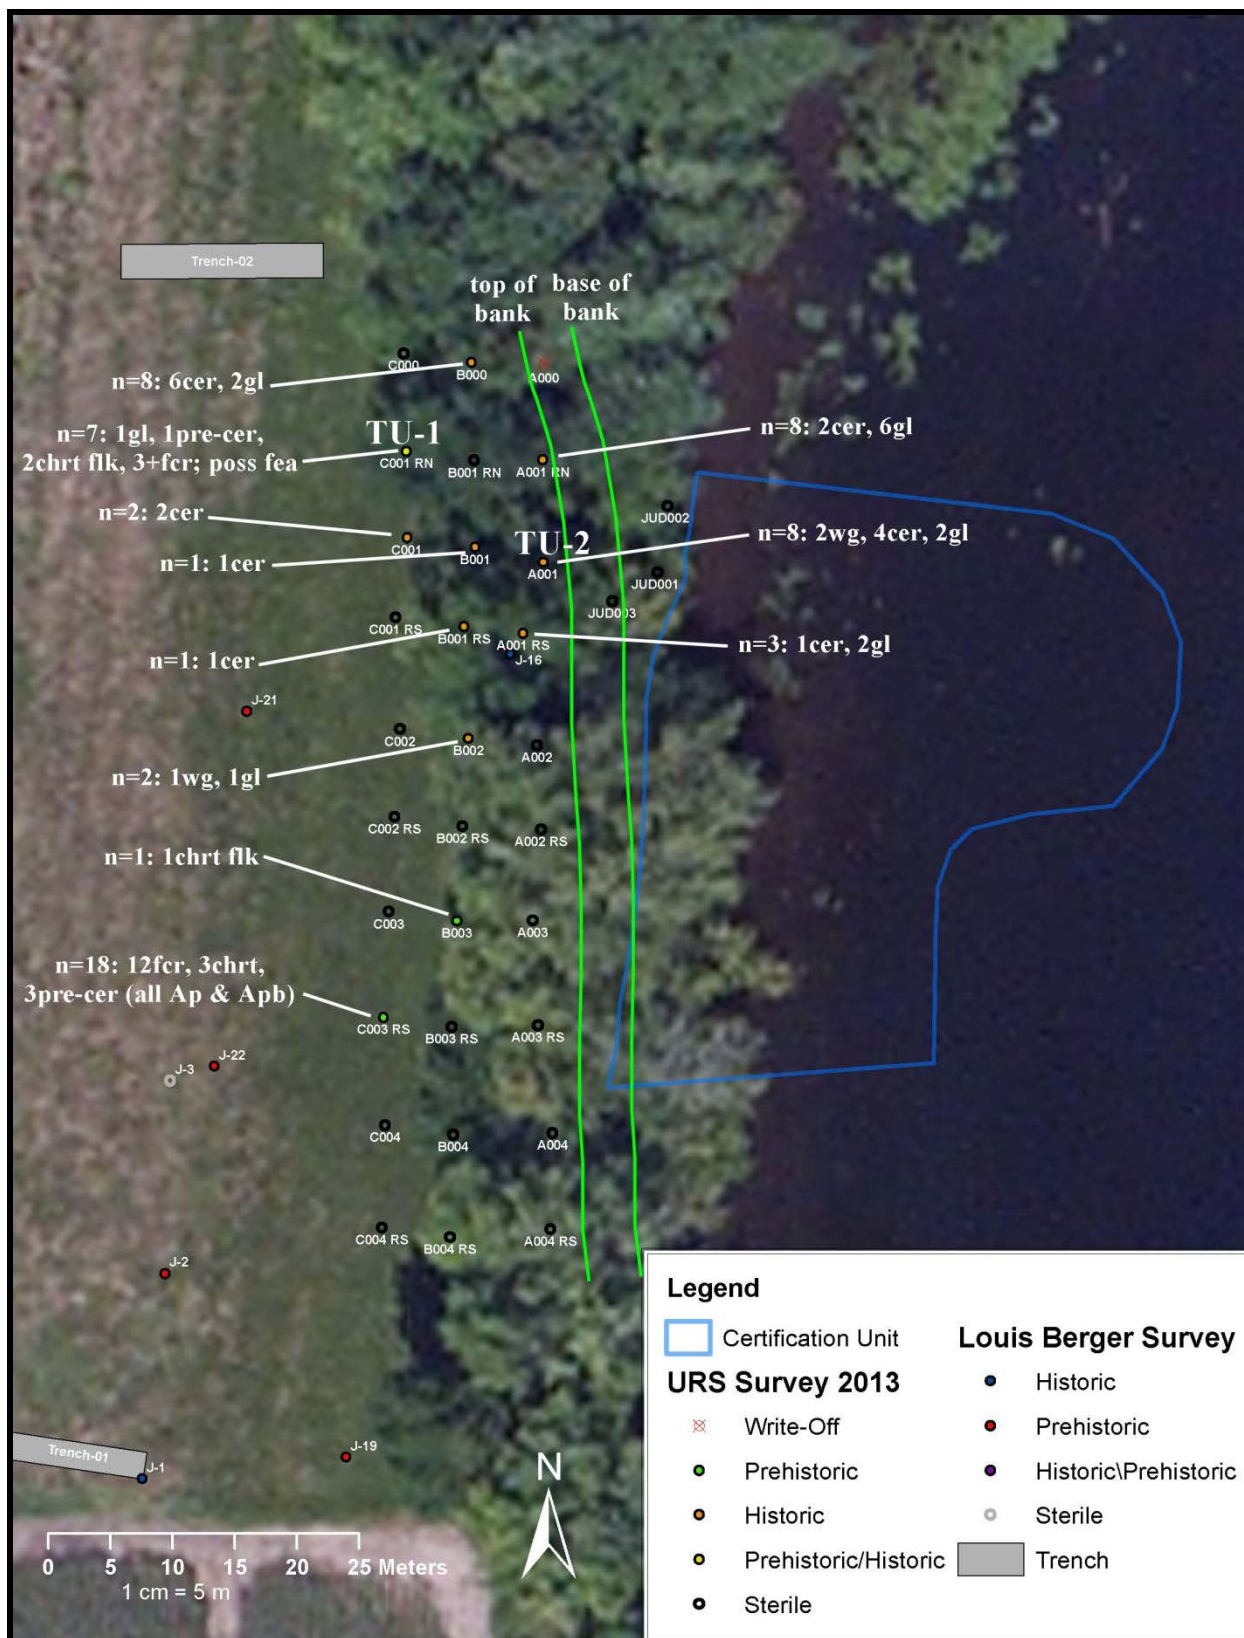 Trench-02
top of
bank
base of
bank
C000
B000
A000
n=8: 6cer, 2gl
n=7: 1gl, 1pre-cer,
2chrt flk, 3+fcr; poss fea
TU-1
C001 RN
B001 RN
A001 RN
n=8: 2cer, 6gl
n=2: 2cer
C001
B001
n=1: 1cer
TU-2
A001
n=8: 2wg, 4cer, 2gl
JUD002
JUD001
JUD003
C001 RS
B001 RS
A001 RS
J-16
n=1: 1cer
n=3: 1cer, 2gl
J-21
C002
B002
A002
n=2: 1wg, 1gl
C002 RS
B002 RS
A002 RS
n=1: 1chrt flk
C003
B003
A003
n=18: 12fcr, 3chrt,
3pre-cer (all Ap & Apb)
C003 RS
B003 RS
A003 RS
J-22
J-3
C004
B004
A004
C004 RS
B004 RS
A004 RS
J-2
J-19
Trench-01
J-1
N
0 5 10 15 20 25 Meters
1 cm = 5 m
Legend
Certification Unit
URS Survey 2013
Write-Off
Prehistoric
Historic
Prehistoric/Historic
Sterile
Louis Berger Survey
Historic
Prehistoric
Historic\Prehistoric
Sterile
Trench